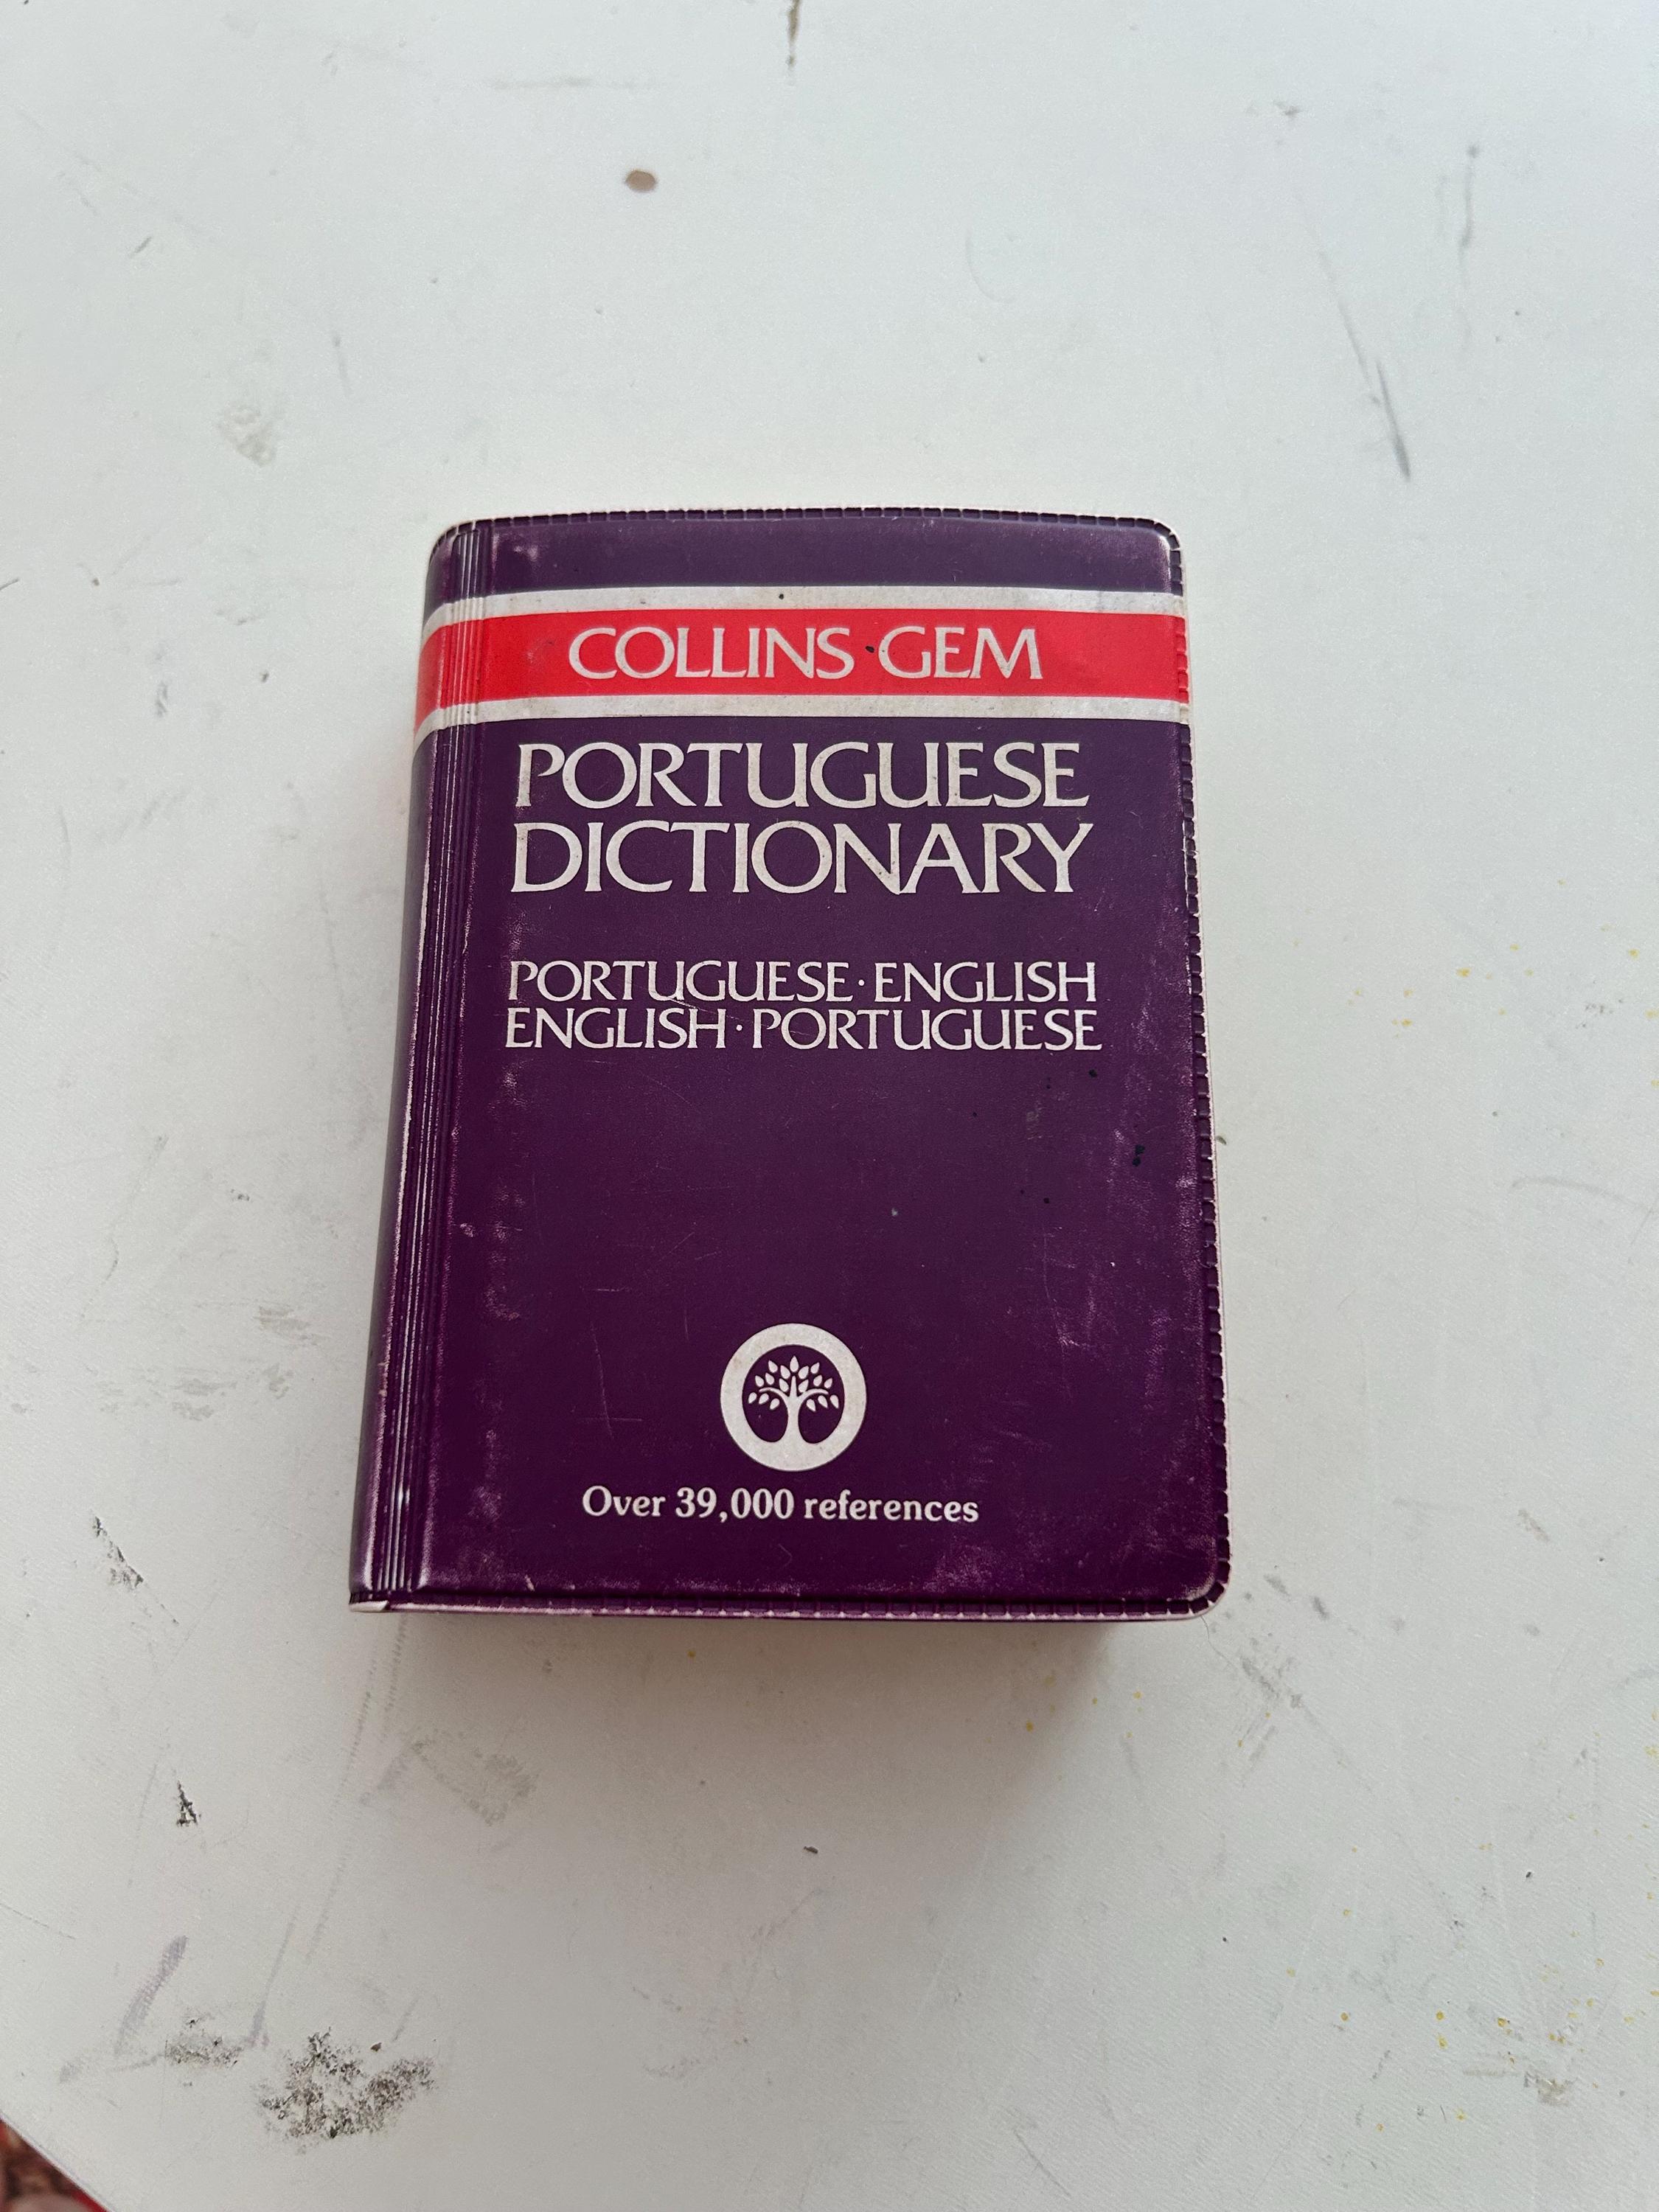 COLLINS·GEM
PORTUGUESE
DICTIONARY
PORTUGUESE·ENGLISH
ENGLISH·PORTUGUESE
Over 39,000 references